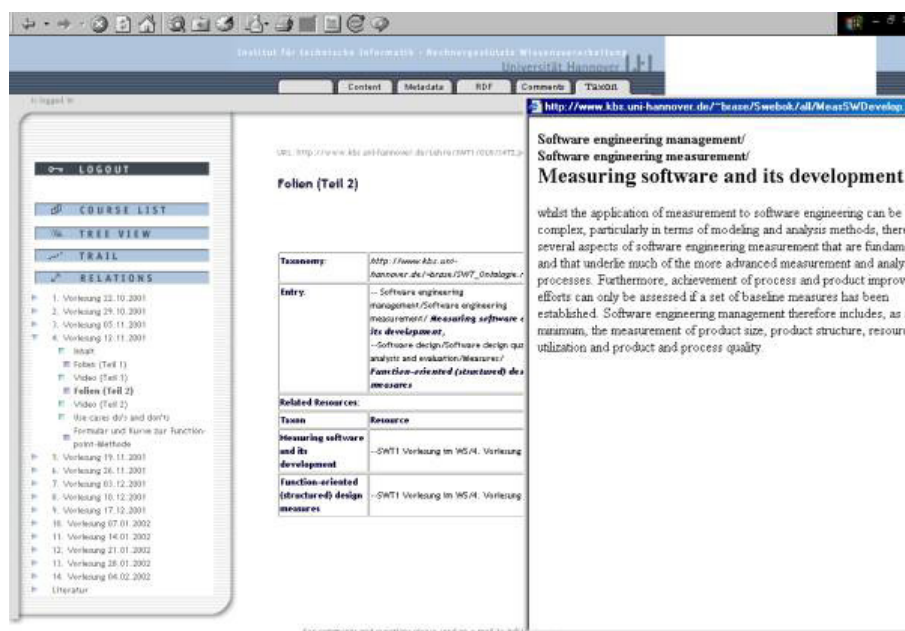 Institut für technische Informatik - Rechnergestützte Wissensverarbeitung
Universität Hannover
Content Metadata RDF Comments Taxon
LOGOUT
COURSE LIST
TREE VIEW
TRAIL
RELATIONS
1. Vorlesung 22.10.2001
2. Vorlesung 29.10.2001
3. Vorlesung 05.11.2001
4. Vorlesung 12.11.2001
Inhalt
Folien (Teil 1)
Video (Teil 1)
Folien (Teil 2)
Video (Teil 2)
Use cases do's and don'ts
Formular und Kurve zur Function-
point-Methode
5. Vorlesung 19.11.2001
6. Vorlesung 26.11.2001
7. Vorlesung 03.12.2001
8. Vorlesung 10.12.2001
9. Vorlesung 17.12.2001
10. Vorlesung 07.01.2002
11. Vorlesung 14.01.2002
12. Vorlesung 21.01.2002
13. Vorlesung 28.01.2002
14. Vorlesung 04.02.2002
Literatur
Folien (Teil 2)
Taxonomy: http://www.kbs.uni-
hannover.de/~brase/SWT_Ontologie.r
Entry: -- Software engineering
management/Software engineering
measurement/ Measuring software a
its development,
--Software design/Software design qua
analysis and evaluation/Measures/
Function-oriented (structured) des
measures
Related Resources:
Taxon Resource
Measuring software
and its
development
--SWT1 Vorlesung im WS/4. Vorlesung
Function-oriented
(structured) design
measures
--SWT1 Vorlesung im WS/4. Vorlesung
http://www.kbs.uni-hannover.de/~brase/Swebok/all/MeasSWDevelop.
Software engineering management/
Software engineering measurement/
Measuring software and its development
whilst the application of measurement to software engineering can be
complex, particularly in terms of modeling and analysis methods, there
several aspects of software engineering measurement that are fundam
and that underlie much of the more advanced measurement and analy
processes. Furthermore, achievement of process and product improv
efforts can only be assessed if a set of baseline measures has been
established. Software engineering management therefore includes, as
minimum, the measurement of product size, product structure, resour
utilization and product and process quality.